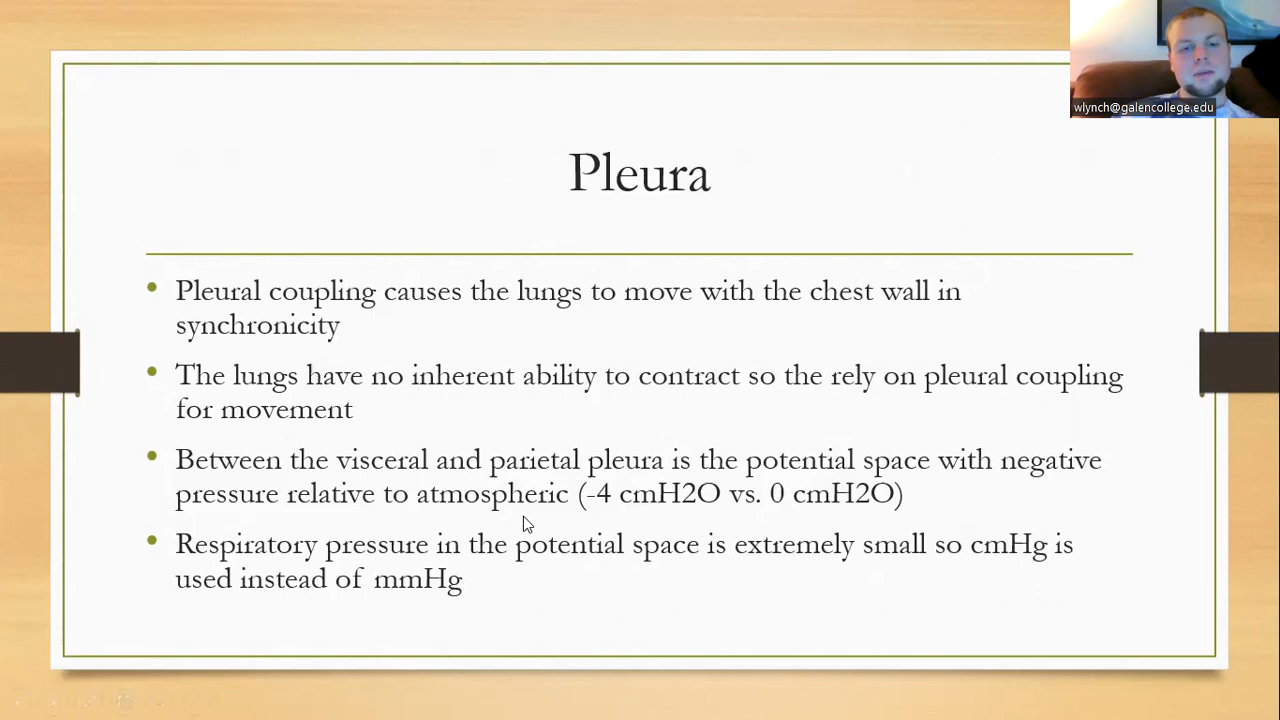 wlynch@galencollege.edu
Pleura
• Pleural coupling causes the lungs to move with the chest wall in
synchronicity
• The lungs have no inherent ability to contract so the rely on pleural coupling
for movement
• Between the visceral and parietal pleura is the potential space with negative
pressure relative to atmospheric (-4 cmH2O vs. 0 cmH2O)
• Respiratory pressure in the potential space is extremely small so cmHg is
used instead of mmHg